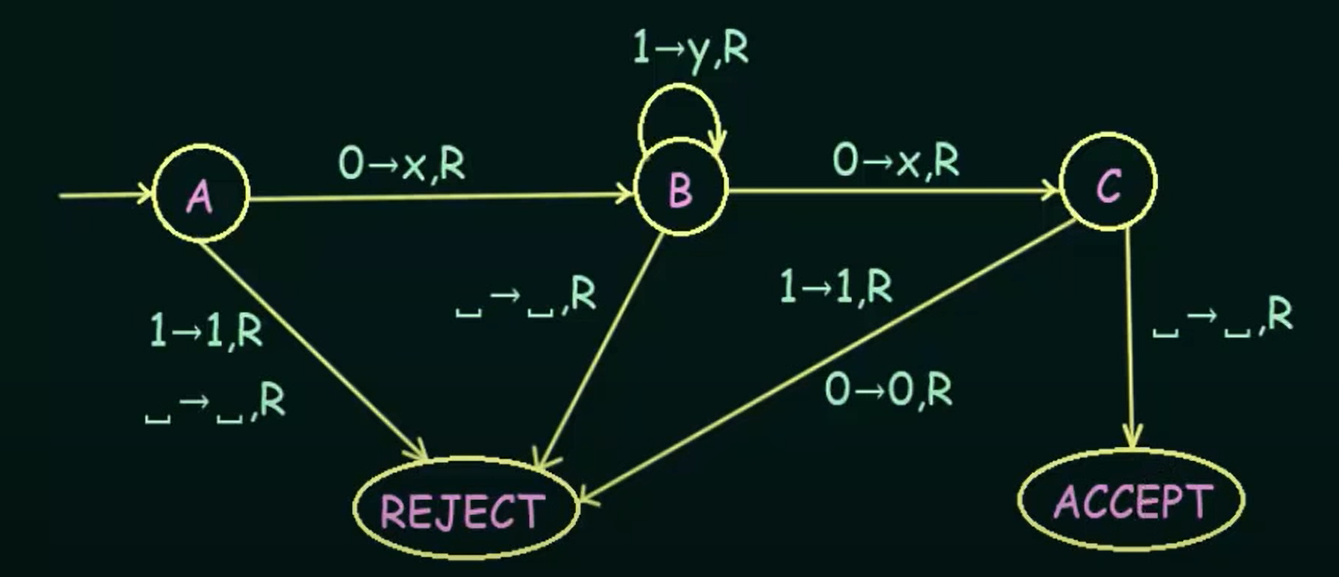 1→y,R
0→x,R
0→x,R
A
B
C
1→1,R
␣→␣,R
␣→␣,R
1→1,R
0→0,R
␣→␣,R
REJECT
ACCEPT